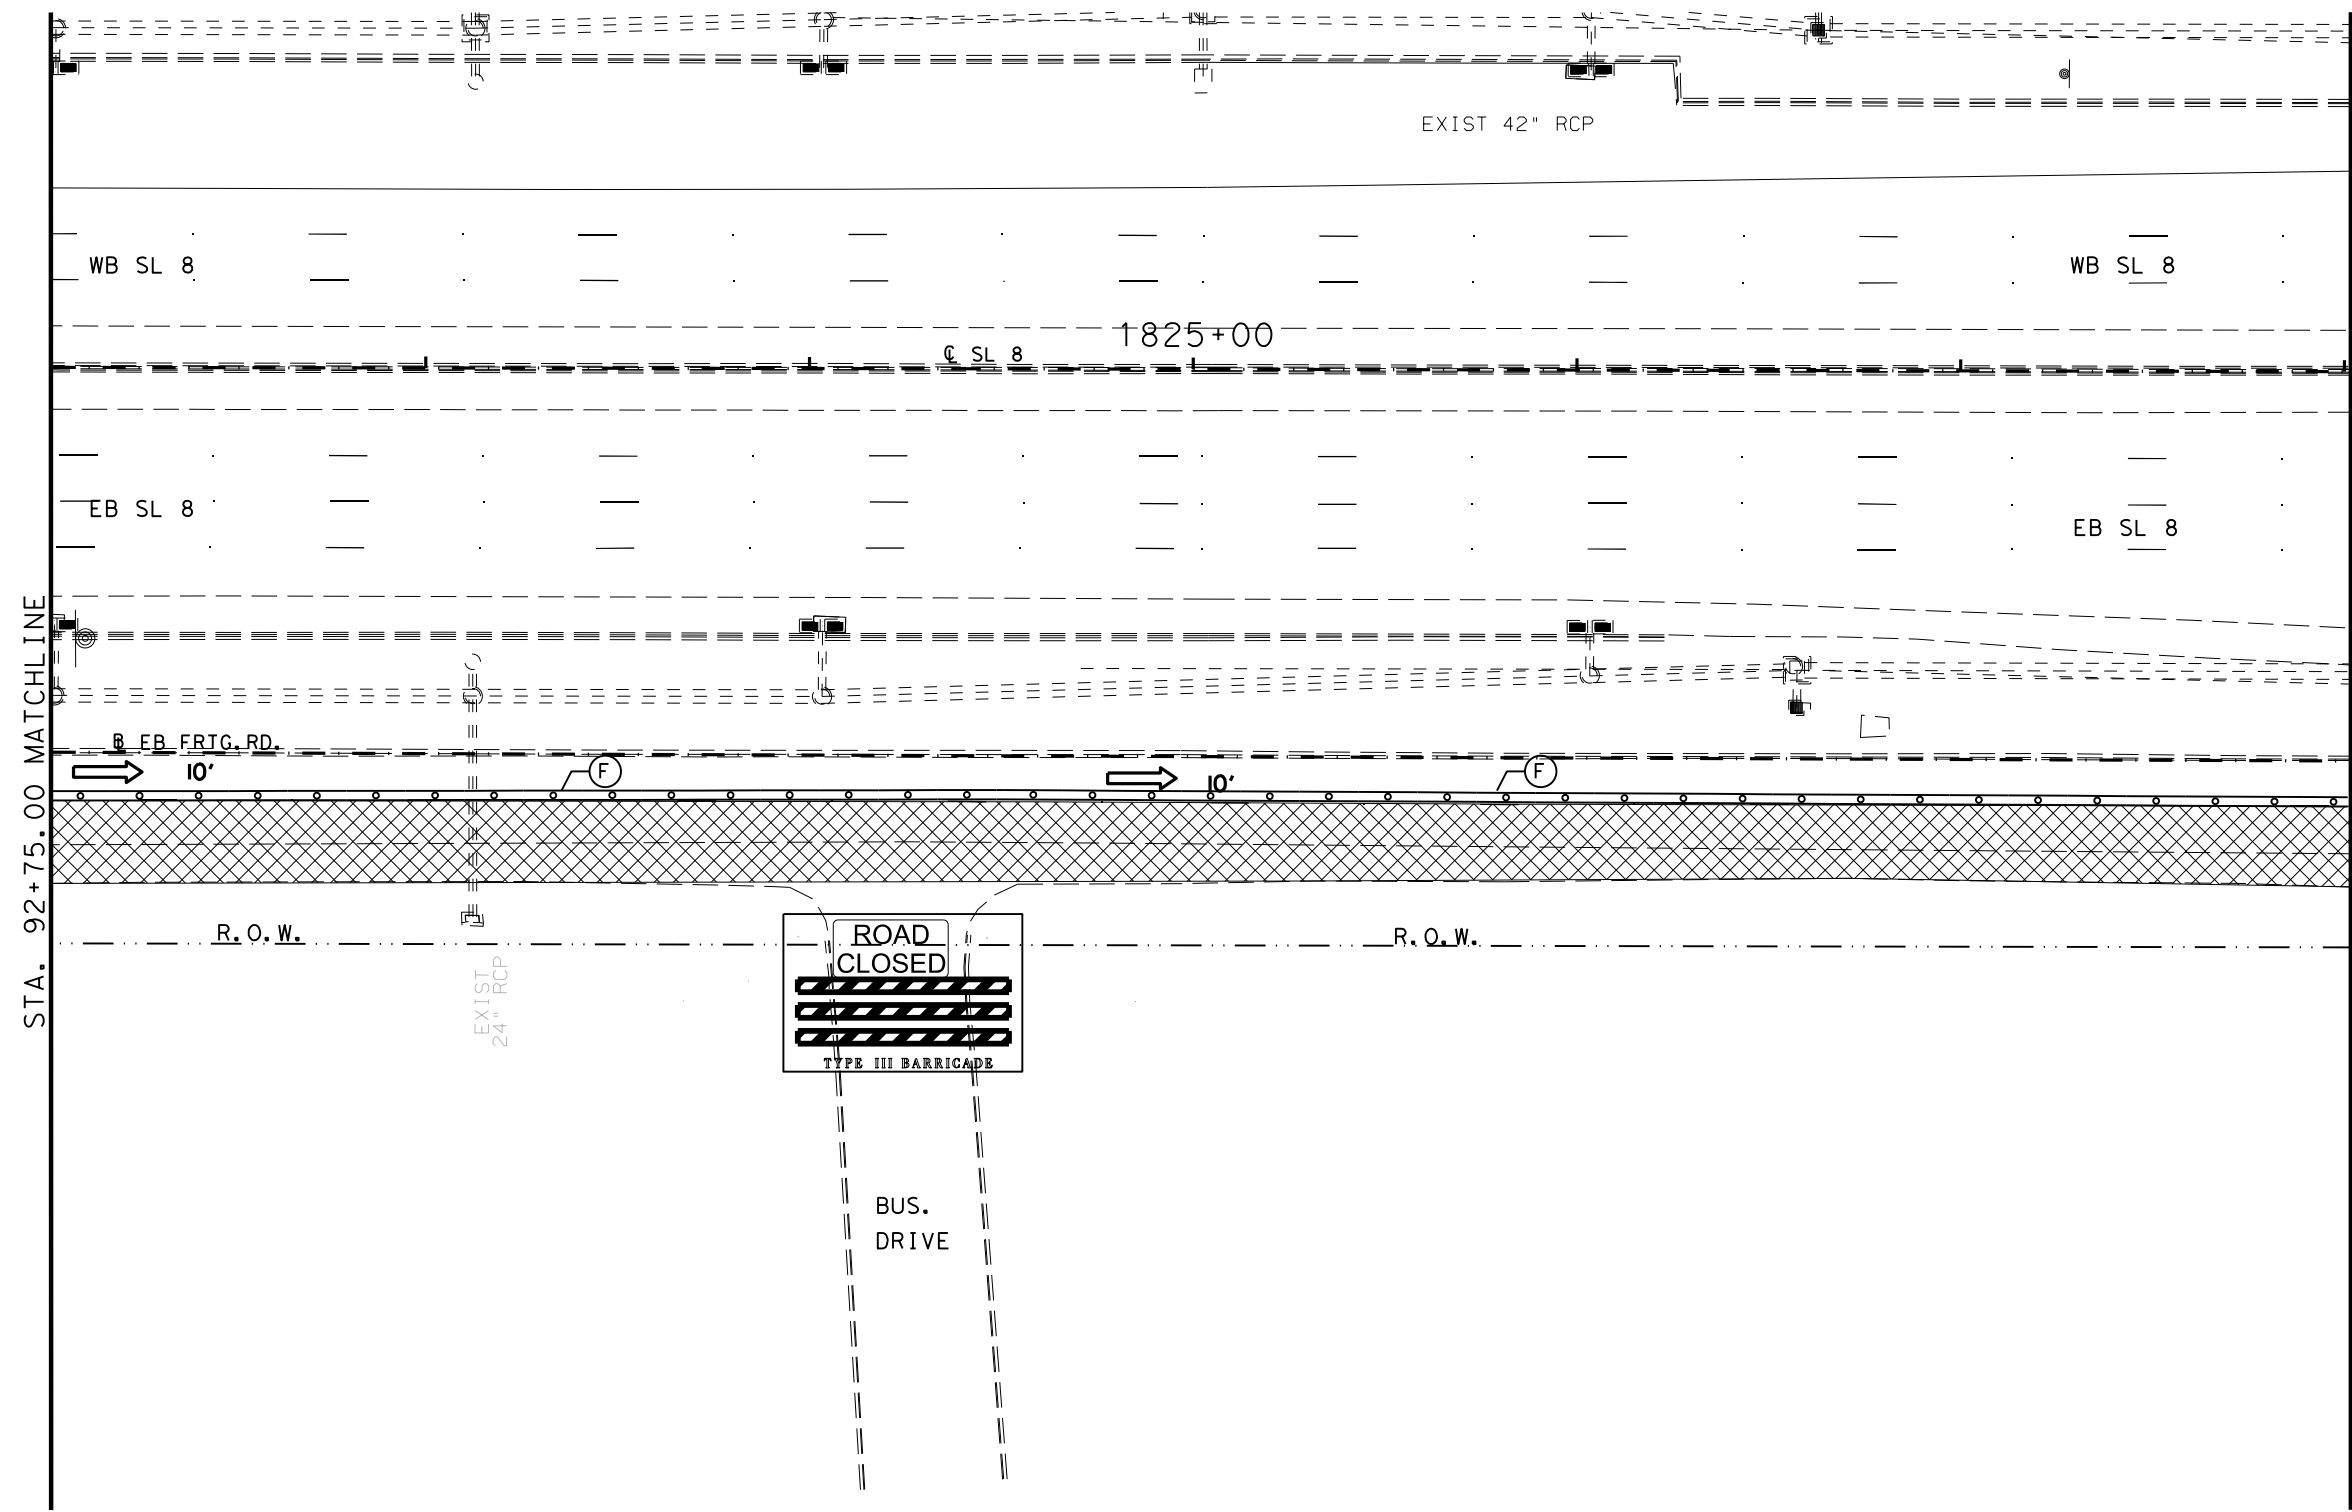 EXIST 42" RCP
WB SL 8
WB SL 8
1825+00
℄ SL 8
EB SL 8
EB SL 8
STA. 92+75.00 MATCHLINE
BL EB FRTG.RD.
10'
F
10'
F
R.O.W.
R.O.W.
ROAD
CLOSED
TYPE III BARRICADE
EXIST
24" RCP
BUS.
DRIVE